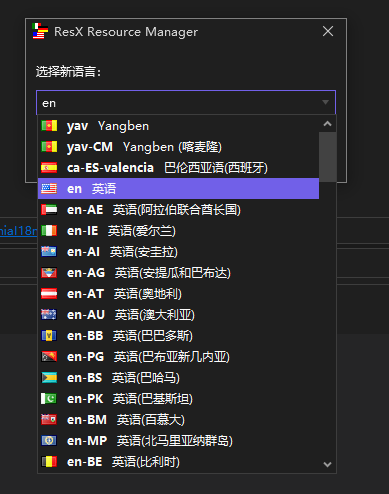 ResX Resource Manager
选择新语言：
en
yav Yangben
yav-CM Yangben (喀麦隆)
ca-ES-valencia 巴伦西亚语(西班牙)
en 英语
en-AE 英语(阿拉伯联合酋长国)
en-IE 英语(爱尔兰)
en-AI 英语(安圭拉)
en-AG 英语(安提瓜和巴布达)
en-AT 英语(奥地利)
en-AU 英语(澳大利亚)
en-BB 英语(巴巴多斯)
en-PG 英语(巴布亚新几内亚)
en-BS 英语(巴哈马)
en-PK 英语(巴基斯坦)
en-BM 英语(百慕大)
en-MP 英语(北马里亚纳群岛)
en-BE 英语(比利时)